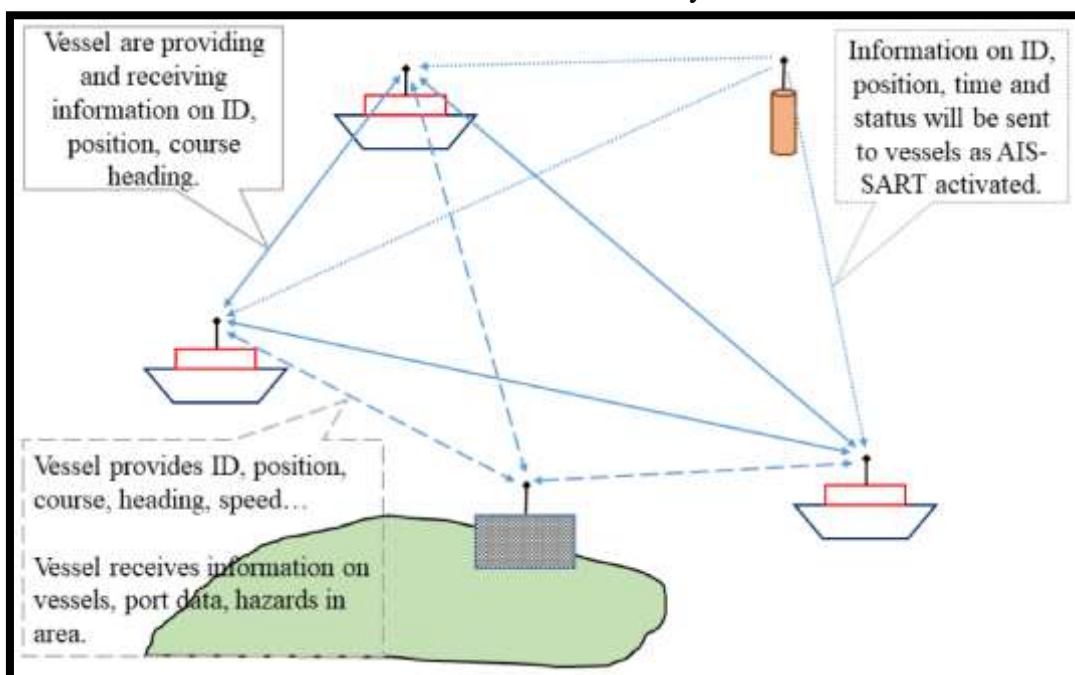 Vessel are providing
and receiving
information on ID,
position, course
heading.
Information on ID,
position, time and
status will be sent
to vessels as AIS-
SART activated.
Vessel provides ID, position,
course, heading, speed…
Vessel receives information on
vessels, port data, hazards in
area.